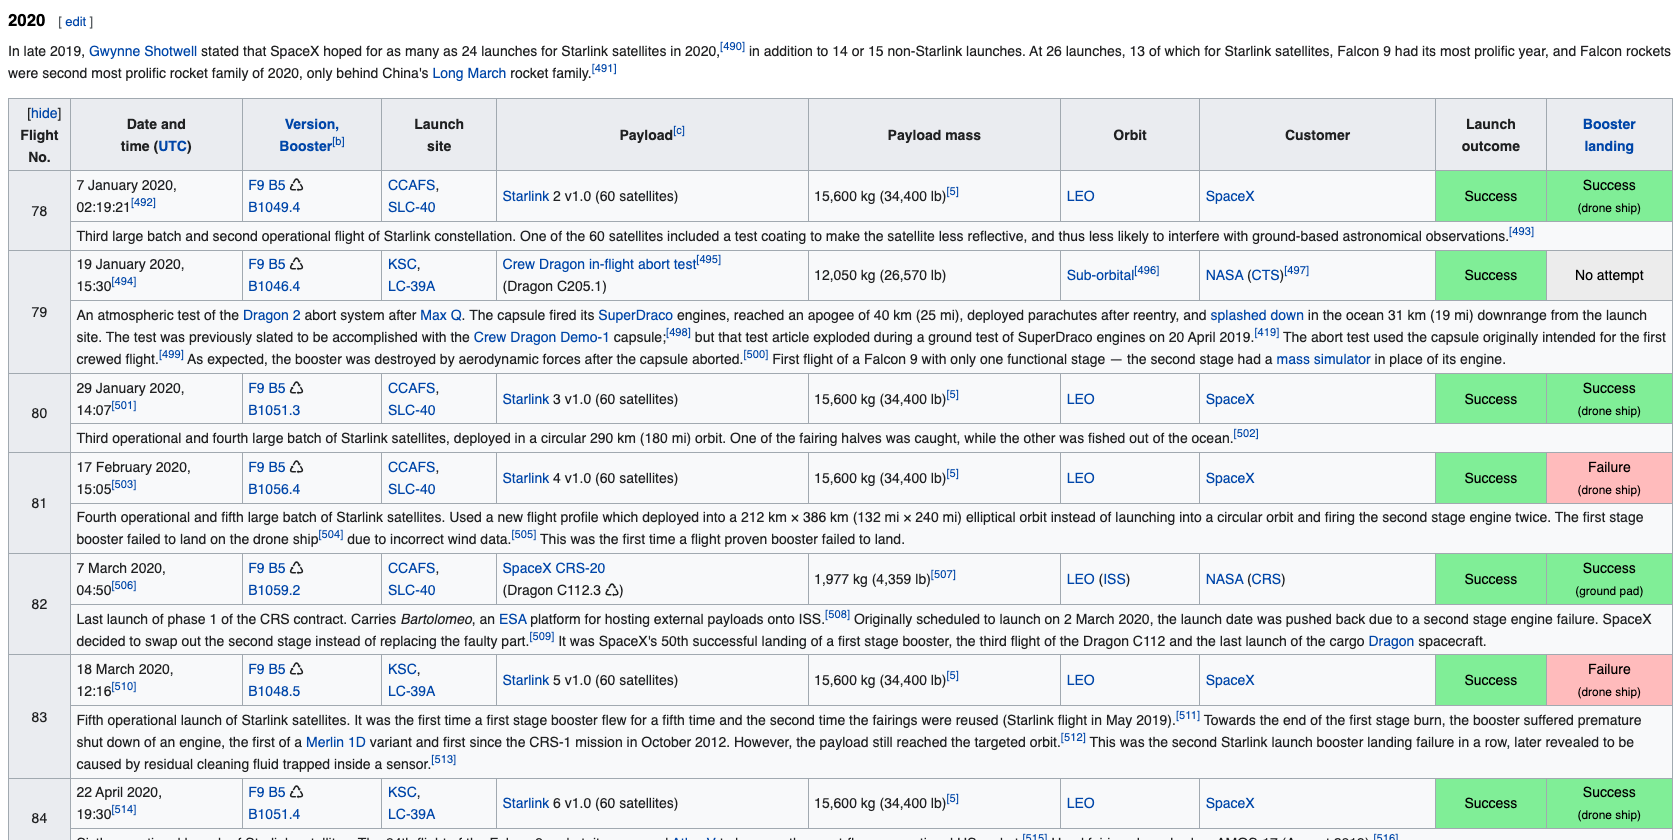 2020 [ edit ]
In late 2019, Gwynne Shotwell stated that SpaceX hoped for as many as 24 launches for Starlink satellites in 2020,[490] in addition to 14 or 15 non-Starlink launches. At 26 launches, 13 of which for Starlink satellites, Falcon 9 had its most prolific year, and Falcon rockets
were second most prolific rocket family of 2020, only behind China's Long March rocket family.[491]
[hide] Flight No. Date and time (UTC) Version, Booster[b] Launch site Payload[c] Payload mass Orbit Customer Launch outcome Booster landing
78 7 January 2020, 02:19:21[492] F9 B5 ♺ B1049.4 CCAFS, SLC-40 Starlink 2 v1.0 (60 satellites) 15,600 kg (34,400 lb)[5] LEO SpaceX Success Success (drone ship)
Third large batch and second operational flight of Starlink constellation. One of the 60 satellites included a test coating to make the satellite less reflective, and thus less likely to interfere with ground-based astronomical observations.[493]
79 19 January 2020, 15:30[494] F9 B5 ♺ B1046.4 KSC, LC-39A Crew Dragon in-flight abort test[495] (Dragon C205.1) 12,050 kg (26,570 lb) Sub-orbital[496] NASA (CTS)[497] Success No attempt
An atmospheric test of the Dragon 2 abort system after Max Q. The capsule fired its SuperDraco engines, reached an apogee of 40 km (25 mi), deployed parachutes after reentry, and splashed down in the ocean 31 km (19 mi) downrange from the launch
site. The test was previously slated to be accomplished with the Crew Dragon Demo-1 capsule;[498] but that test article exploded during a ground test of SuperDraco engines on 20 April 2019.[419] The abort test used the capsule originally intended for the first
crewed flight.[499] As expected, the booster was destroyed by aerodynamic forces after the capsule aborted.[500] First flight of a Falcon 9 with only one functional stage — the second stage had a mass simulator in place of its engine.
80 29 January 2020, 14:07[501] F9 B5 ♺ B1051.3 CCAFS, SLC-40 Starlink 3 v1.0 (60 satellites) 15,600 kg (34,400 lb)[5] LEO SpaceX Success Success (drone ship)
Third operational and fourth large batch of Starlink satellites, deployed in a circular 290 km (180 mi) orbit. One of the fairing halves was caught, while the other was fished out of the ocean.[502]
81 17 February 2020, 15:05[503] F9 B5 ♺ B1056.4 CCAFS, SLC-40 Starlink 4 v1.0 (60 satellites) 15,600 kg (34,400 lb)[5] LEO SpaceX Success Failure (drone ship)
Fourth operational and fifth large batch of Starlink satellites. Used a new flight profile which deployed into a 212 km × 386 km (132 mi × 240 mi) elliptical orbit instead of launching into a circular orbit and firing the second stage engine twice. The first stage
booster failed to land on the drone ship[504] due to incorrect wind data.[505] This was the first time a flight proven booster failed to land.
82 7 March 2020, 04:50[506] F9 B5 ♺ B1059.2 CCAFS, SLC-40 SpaceX CRS-20 (Dragon C112.3 ♺) 1,977 kg (4,359 lb)[507] LEO (ISS) NASA (CRS) Success Success (ground pad)
Last launch of phase 1 of the CRS contract. Carries Bartolomeo, an ESA platform for hosting external payloads onto ISS.[508] Originally scheduled to launch on 2 March 2020, the launch date was pushed back due to a second stage engine failure. SpaceX
decided to swap out the second stage instead of replacing the faulty part.[509] It was SpaceX's 50th successful landing of a first stage booster, the third flight of the Dragon C112 and the last launch of the cargo Dragon spacecraft.
83 18 March 2020, 12:16[510] F9 B5 ♺ B1048.5 KSC, LC-39A Starlink 5 v1.0 (60 satellites) 15,600 kg (34,400 lb)[5] LEO SpaceX Success Failure (drone ship)
Fifth operational launch of Starlink satellites. It was the first time a first stage booster flew for a fifth time and the second time the fairings were reused (Starlink flight in May 2019).[511] Towards the end of the first stage burn, the booster suffered premature
shut down of an engine, the first of a Merlin 1D variant and first since the CRS-1 mission in October 2012. However, the payload still reached the targeted orbit.[512] This was the second Starlink launch booster landing failure in a row, later revealed to be
caused by residual cleaning fluid trapped inside a sensor.[513]
84 22 April 2020, 19:30[514] F9 B5 ♺ B1051.4 KSC, LC-39A Starlink 6 v1.0 (60 satellites) 15,600 kg (34,400 lb)[5] LEO SpaceX Success Success (drone ship)